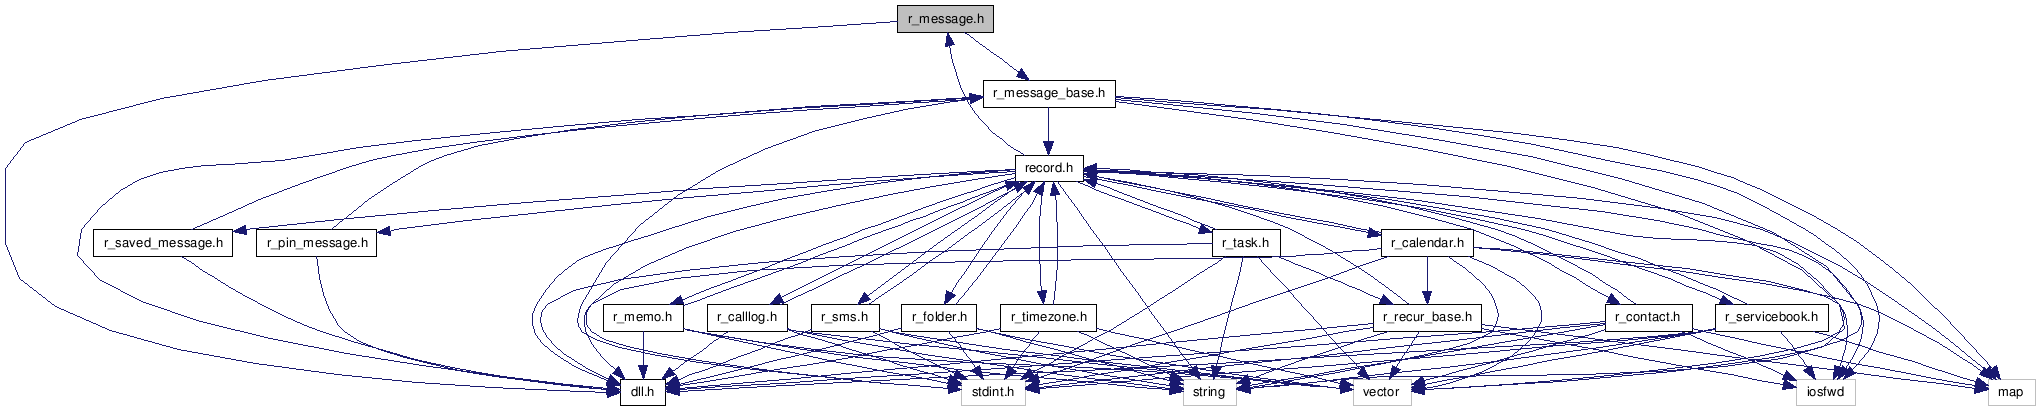 r_message.h
r_message_base.h
record.h
r_saved_message.h
r_pin_message.h
r_task.h
r_calendar.h
r_memo.h
r_calllog.h
r_sms.h
r_folder.h
r_timezone.h
r_recur_base.h
r_contact.h
r_servicebook.h
dll.h
stdint.h
string
vector
iosfwd
map